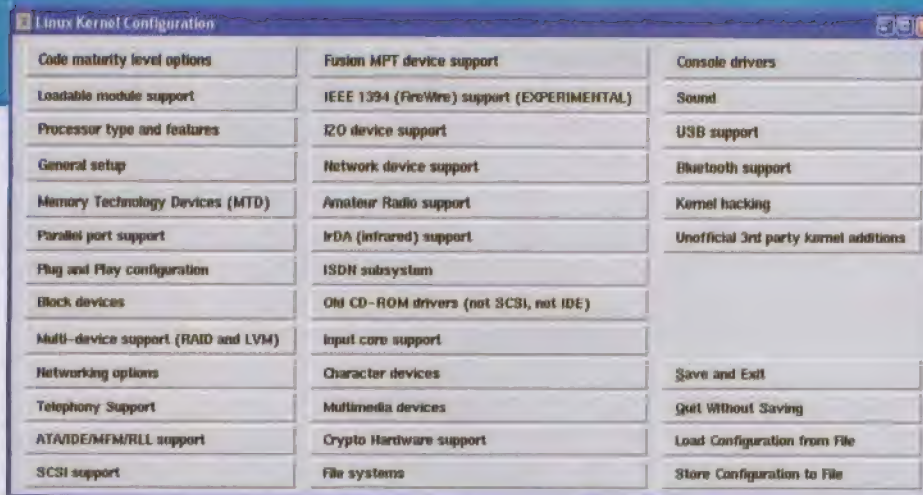 Linux Kernel Configuration
Code maturity level options
Loadable module support
Processor type and features
General setup
Memory Technology Devices (MTD)
Parallel port support
Plug and Play configuration
Block devices
Multi-device support (RAID and LVM)
Networking options
Telephony Support
ATA/IDE/MFM/RLL support
SCSI support
Fusion MPT device support
IEEE 1394 (FireWire) support (EXPERIMENTAL)
I2O device support
Network device support
Amateur Radio support
IrDA (infrared) support
ISDN subsystem
Old CD-ROM drivers (not SCSI, not IDE)
Input core support
Character devices
Multimedia devices
Crypto Hardware support
File systems
Console drivers
Sound
USB support
Bluetooth support
Kernel hacking
Unofficial 3rd party kernel additions
Save and Exit
Quit Without Saving
Load Configuration from File
Store Configuration to File